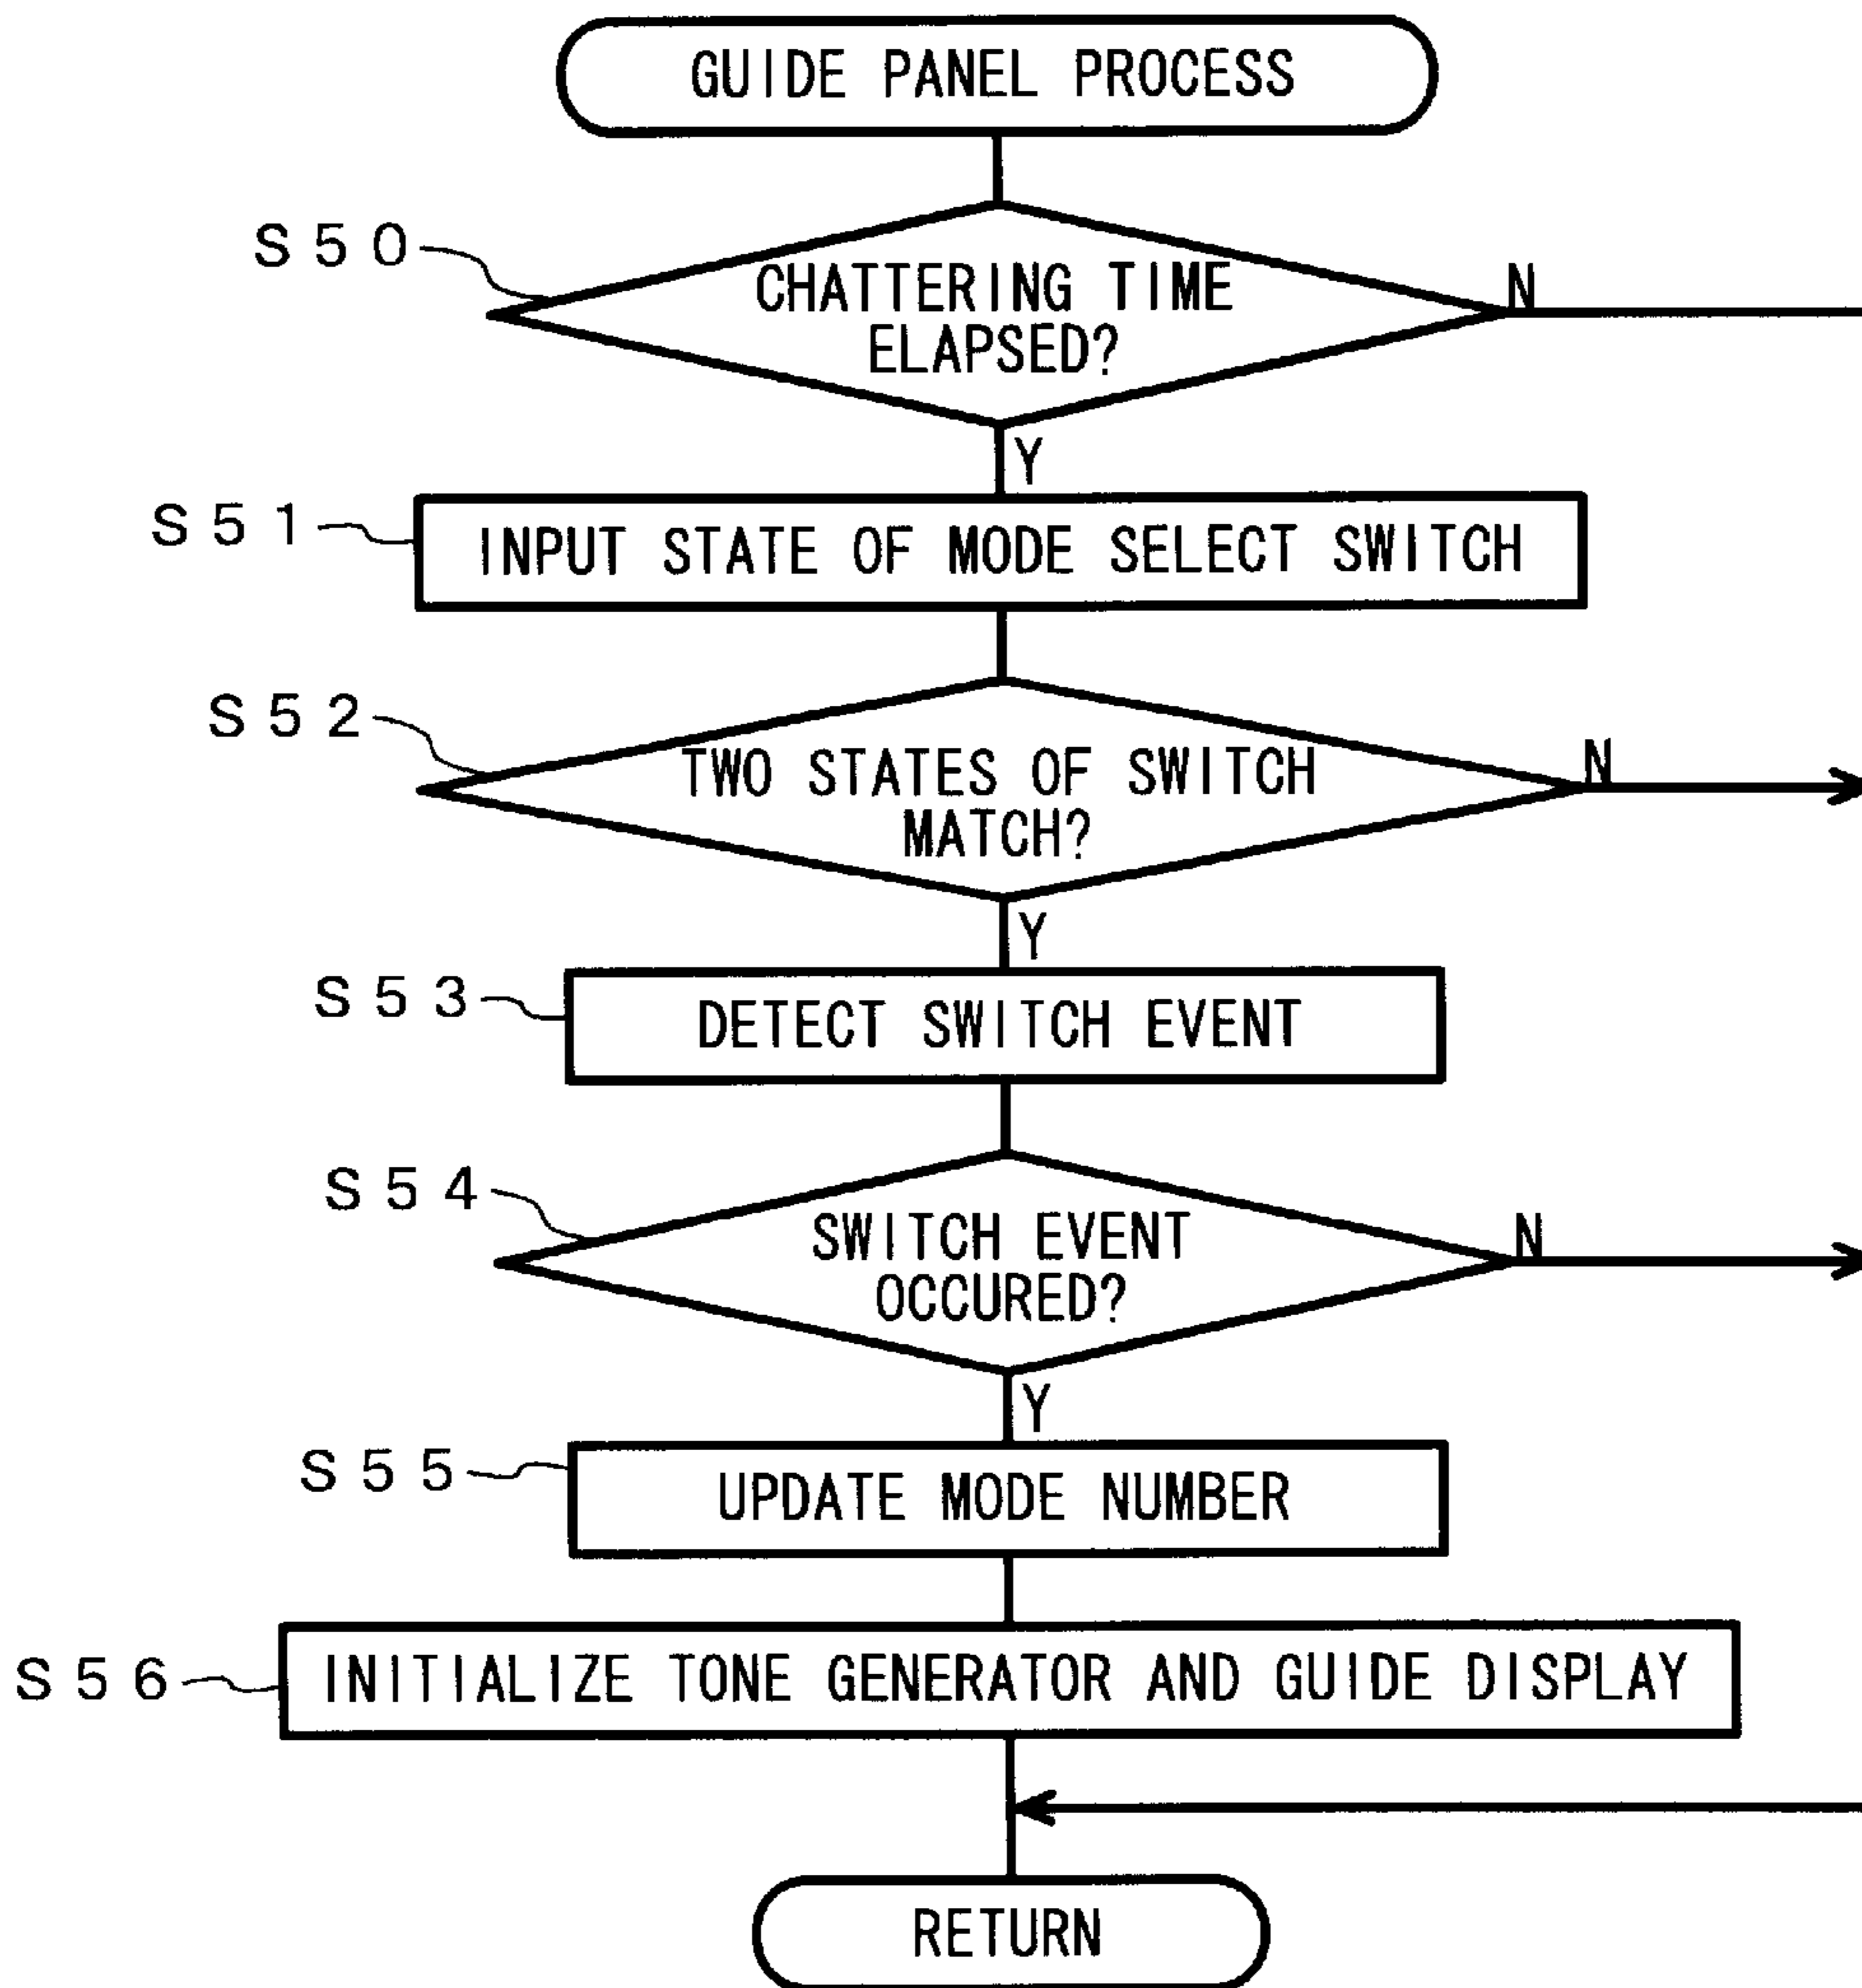 GUIDE PANEL PROCESS
S50
CHATTERING TIME
ELAPSED?
N
Y
S51
INPUT STATE OF MODE SELECT SWITCH
S52
TWO STATES OF SWITCH
MATCH?
N
Y
S53
DETECT SWITCH EVENT
S54
SWITCH EVENT
OCCURED?
N
Y
S55
UPDATE MODE NUMBER
S56
INITIALIZE TONE GENERATOR AND GUIDE DISPLAY
RETURN